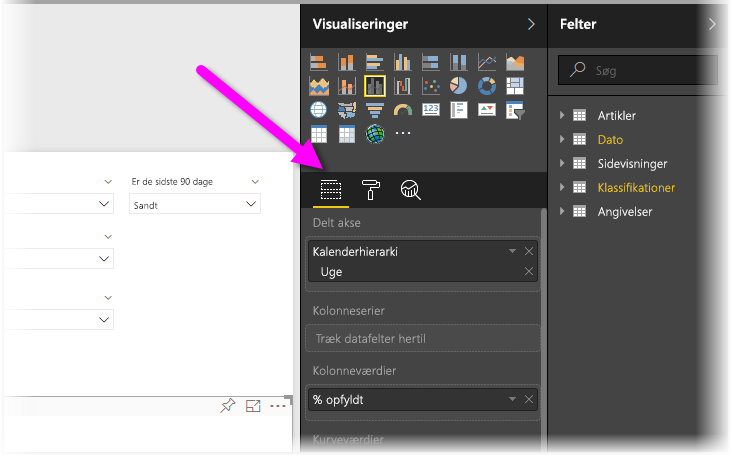 Er de sidste 90 dage
Sandt
Visualiseringer
123
Delt akse
Kalenderhierarki
Uge
Kolonneserier
Træk datafelter hertil
Kolonneværdier
% opfyldt
Kurveværdier
Felter
Søg
Artikler
Dato
Sidevisninger
Klassifikationer
Angivelser